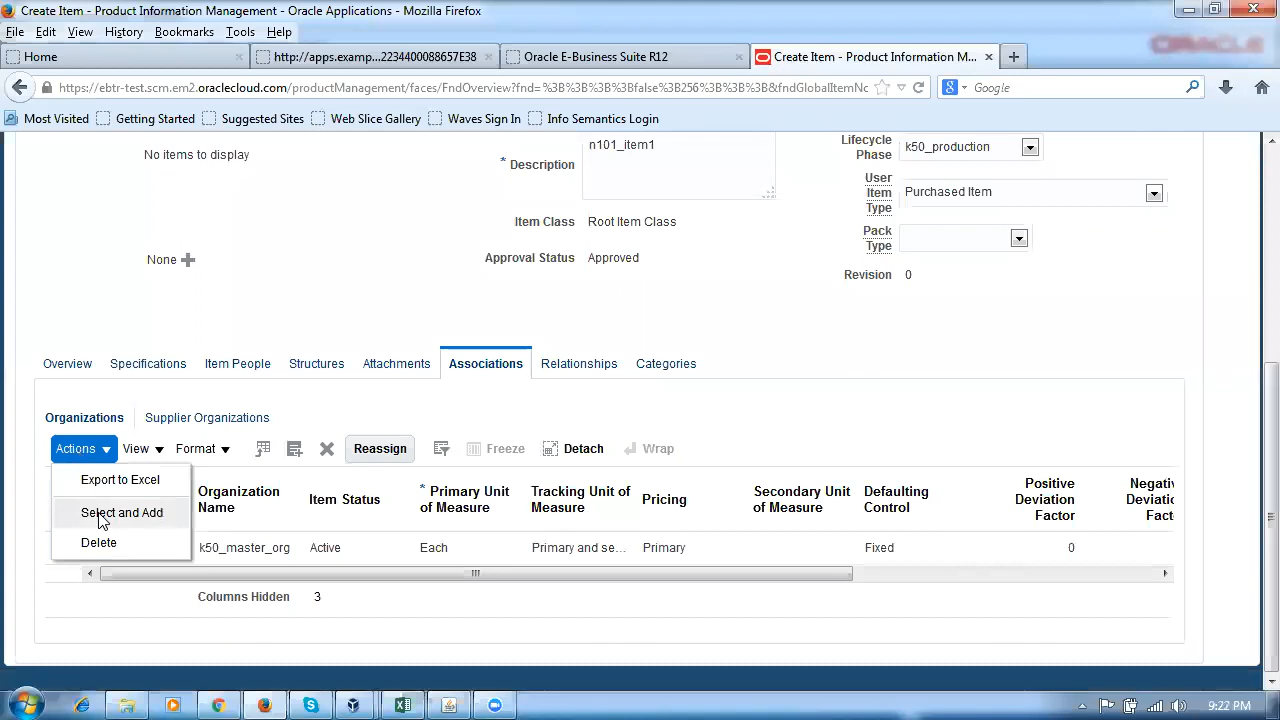 Create Item - Product Information Management - Oracle Applications - Mozilla Firefox
File Edit View History Bookmarks Tools Help
ORACLE
Home
http://apps.examp...2234400088657E38
Oracle E-Business Suite R12
Create Item - Product Information M...
https://ebtr-test.scm.em2.oraclecloud.com/productManagement/faces/FndOverview?fnd=%3B%3B%3B%3Bfalse%3B256%3B%3B%3B&fndGlobalItemNc
Google
Most Visited Getting Started Suggested Sites Web Slice Gallery Waves Sign In Info Semantics Location
No items to display
None
n101_item1
* Description
Item Class Root Item Class
Approval Status Approved
Lifecycle
Phase
k50_production
User
Item
Type
Purchased Item
Pack
Type
Revision 0
Overview Specifications Item People Structures Attachments Associations Relationships Categories
Organizations Supplier Organizations
Actions View Format Reassign Freeze Detach Wrap
Export to Excel
Select and Add
Delete
Organization
Name
Item Status
* Primary Unit
of Measure
Tracking Unit of
Measure
Pricing
Secondary Unit
of Measure
Defaulting
Control
Positive
Deviation
Factor
Negativ
Deviatio
Facto
k50_master_org Active Each Primary and se... Primary Fixed 0
Columns Hidden 3
9:27 PM